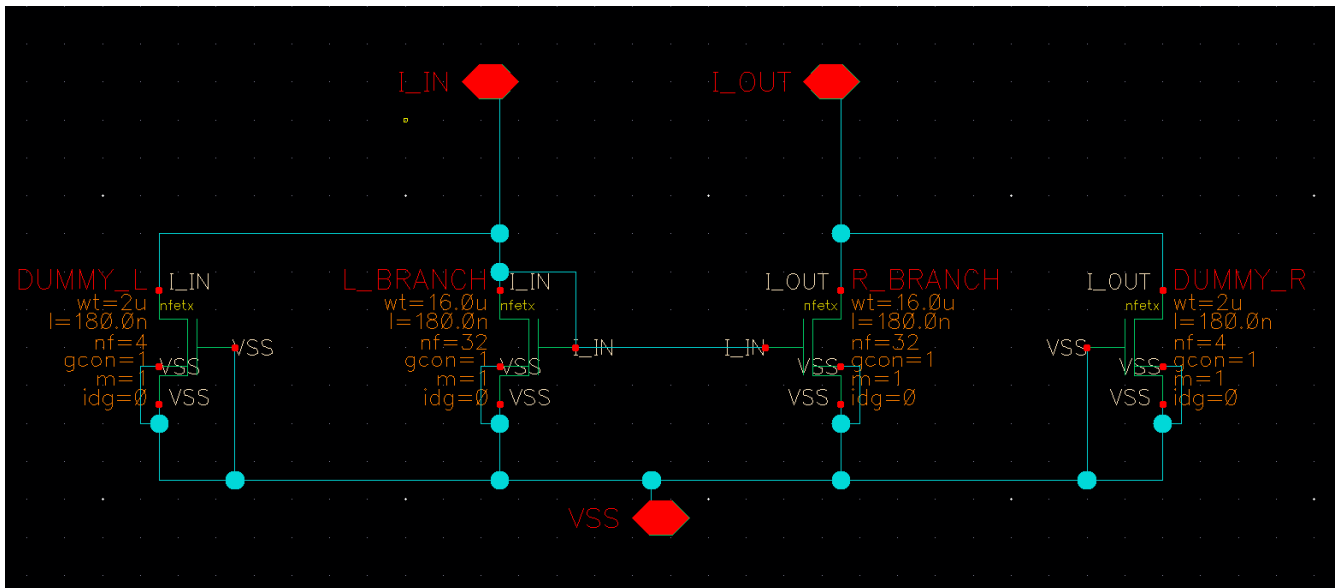 I_IN
I_OUT
DUMMY_L
I_IN
wt=2u
nfetx
l=180.0n
nf=4
VSS
gcon=1
VSS
m=1
VSS
idg=0
L_BRANCH
I_IN
wt=16.0u
nfetx
l=180.0n
nf=32
I_IN
gcon=1
VSS
m=1
VSS
idg=0
I_OUT
R_BRANCH
nfetx
wt=16.0u
l=180.0n
I_IN
nf=32
VSS
gcon=1
m=1
VSS
idg=0
I_OUT
DUMMY_R
nfetx
wt=2u
l=180.0n
VSS
nf=4
VSS
gcon=1
m=1
VSS
idg=0
VSS